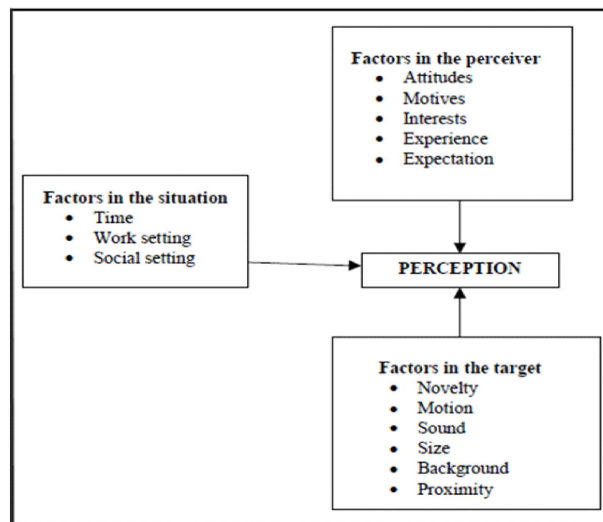 Factors in the perceiver
• Attitudes
• Motives
• Interests
• Experience
• Expectation
Factors in the situation
• Time
• Work setting
• Social setting
PERCEPTION
Factors in the target
• Novelty
• Motion
• Sound
• Size
• Background
• Proximity